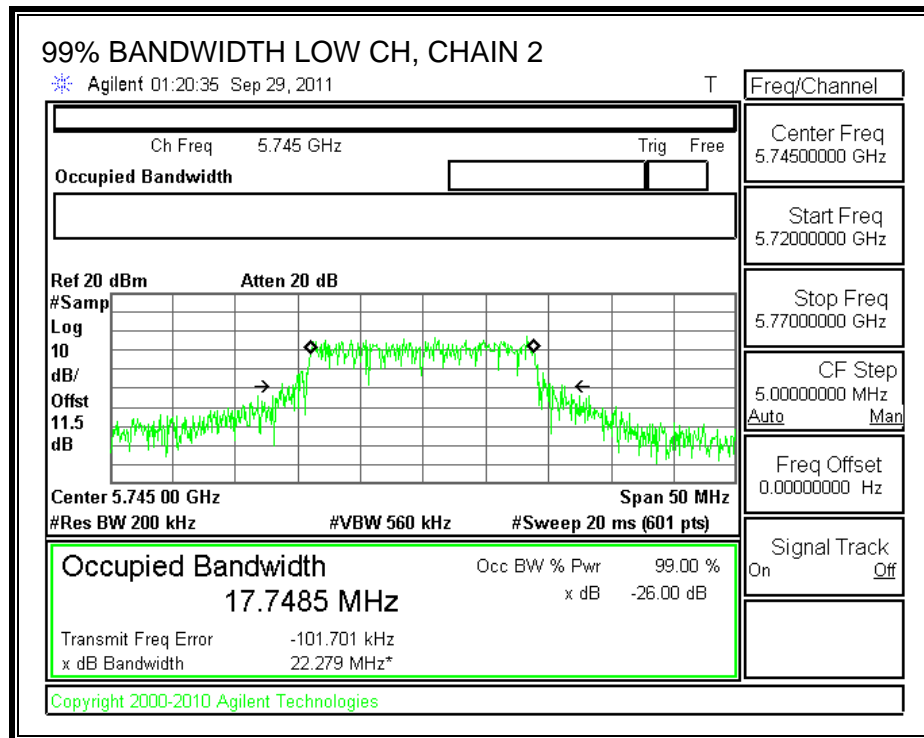 99% BANDWIDTH LOW CH, CHAIN 2
Agilent 01:20:35 Sep 29, 2011 T
Freq/Channel
Ch Freq 5.745 GHz Trig Free
Occupied Bandwidth
Center Freq
5.74500000 GHz
Start Freq
5.72000000 GHz
Stop Freq
5.77000000 GHz
CF Step
5.00000000 MHz
Auto Man
Freq Offset
0.00000000 Hz
Signal Track
On Off
Ref 20 dBm Atten 20 dB
#Samp
Log
10
dB/
Offst
11.5
dB
Center 5.745 00 GHz Span 50 MHz
#Res BW 200 kHz #VBW 560 kHz #Sweep 20 ms (601 pts)
Occupied Bandwidth Occ BW % Pwr 99.00 %
17.7485 MHz x dB -26.00 dB
Transmit Freq Error -101.701 kHz
x dB Bandwidth 22.279 MHz*
Copyright 2000-2010 Agilent Technologies